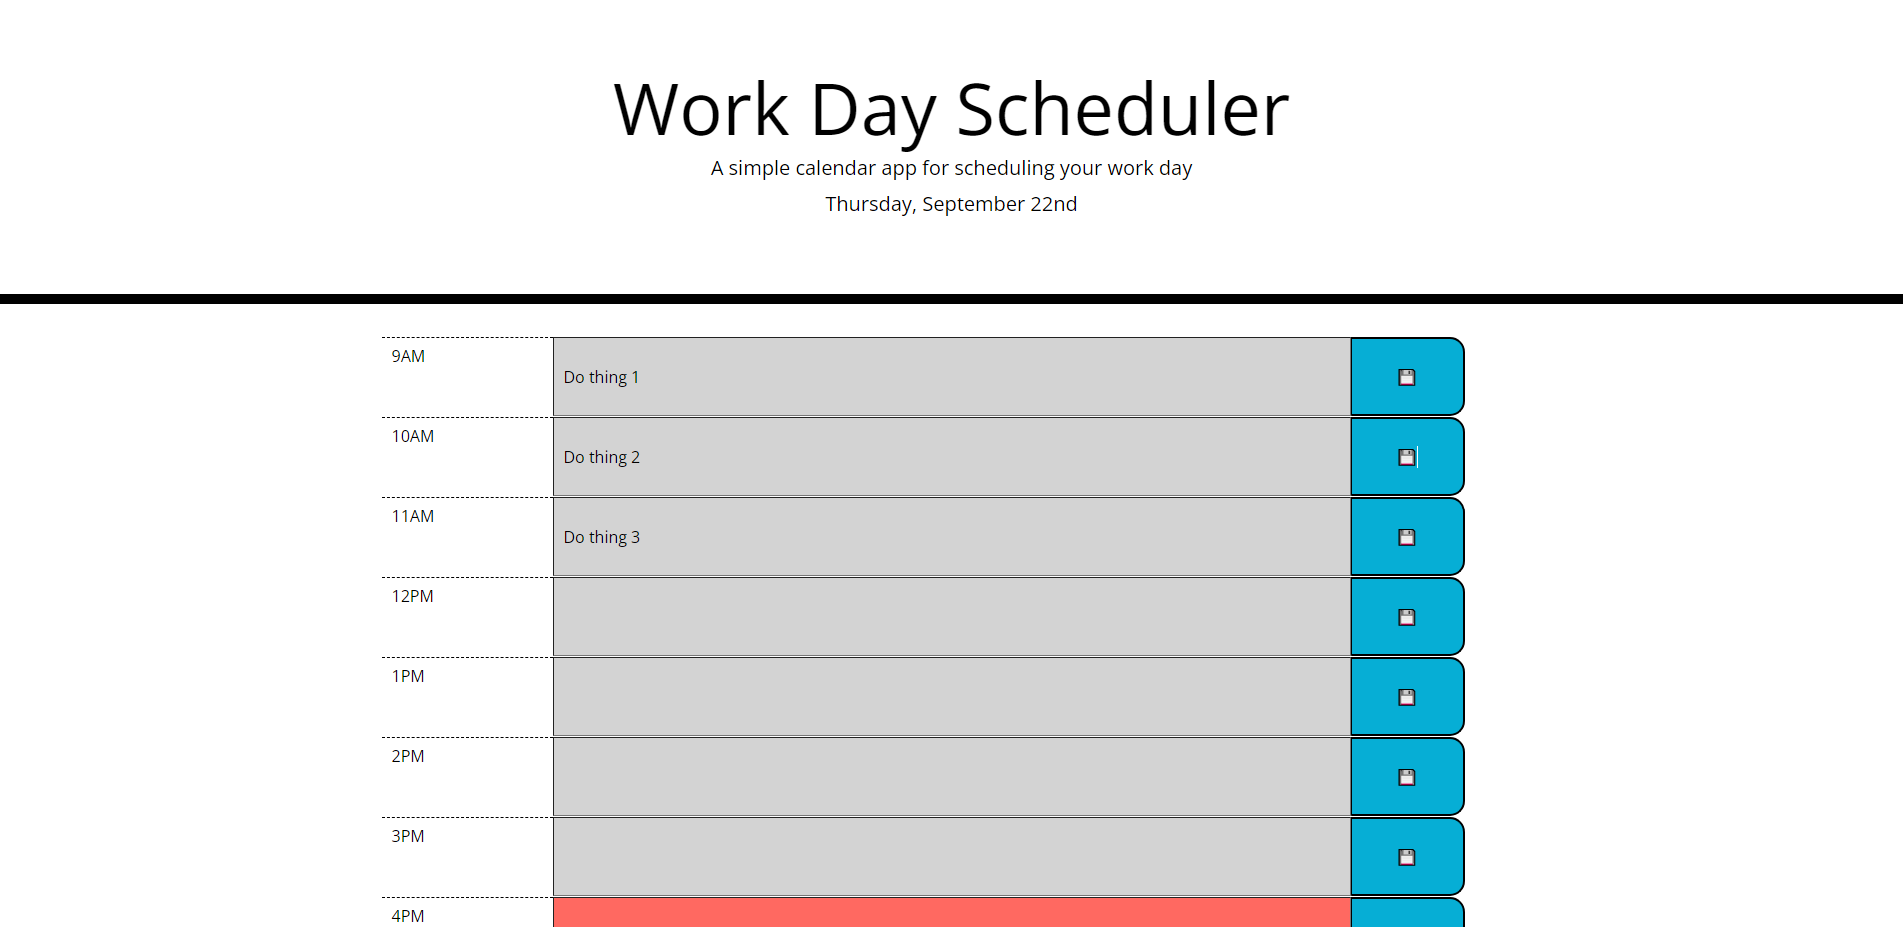 Work Day Scheduler
A simple calendar app for scheduling your work day
Thursday, September 22nd
9AM
Do thing 1
10AM
Do thing 2
11AM
Do thing 3
12PM
1PM
2PM
3PM
4PM